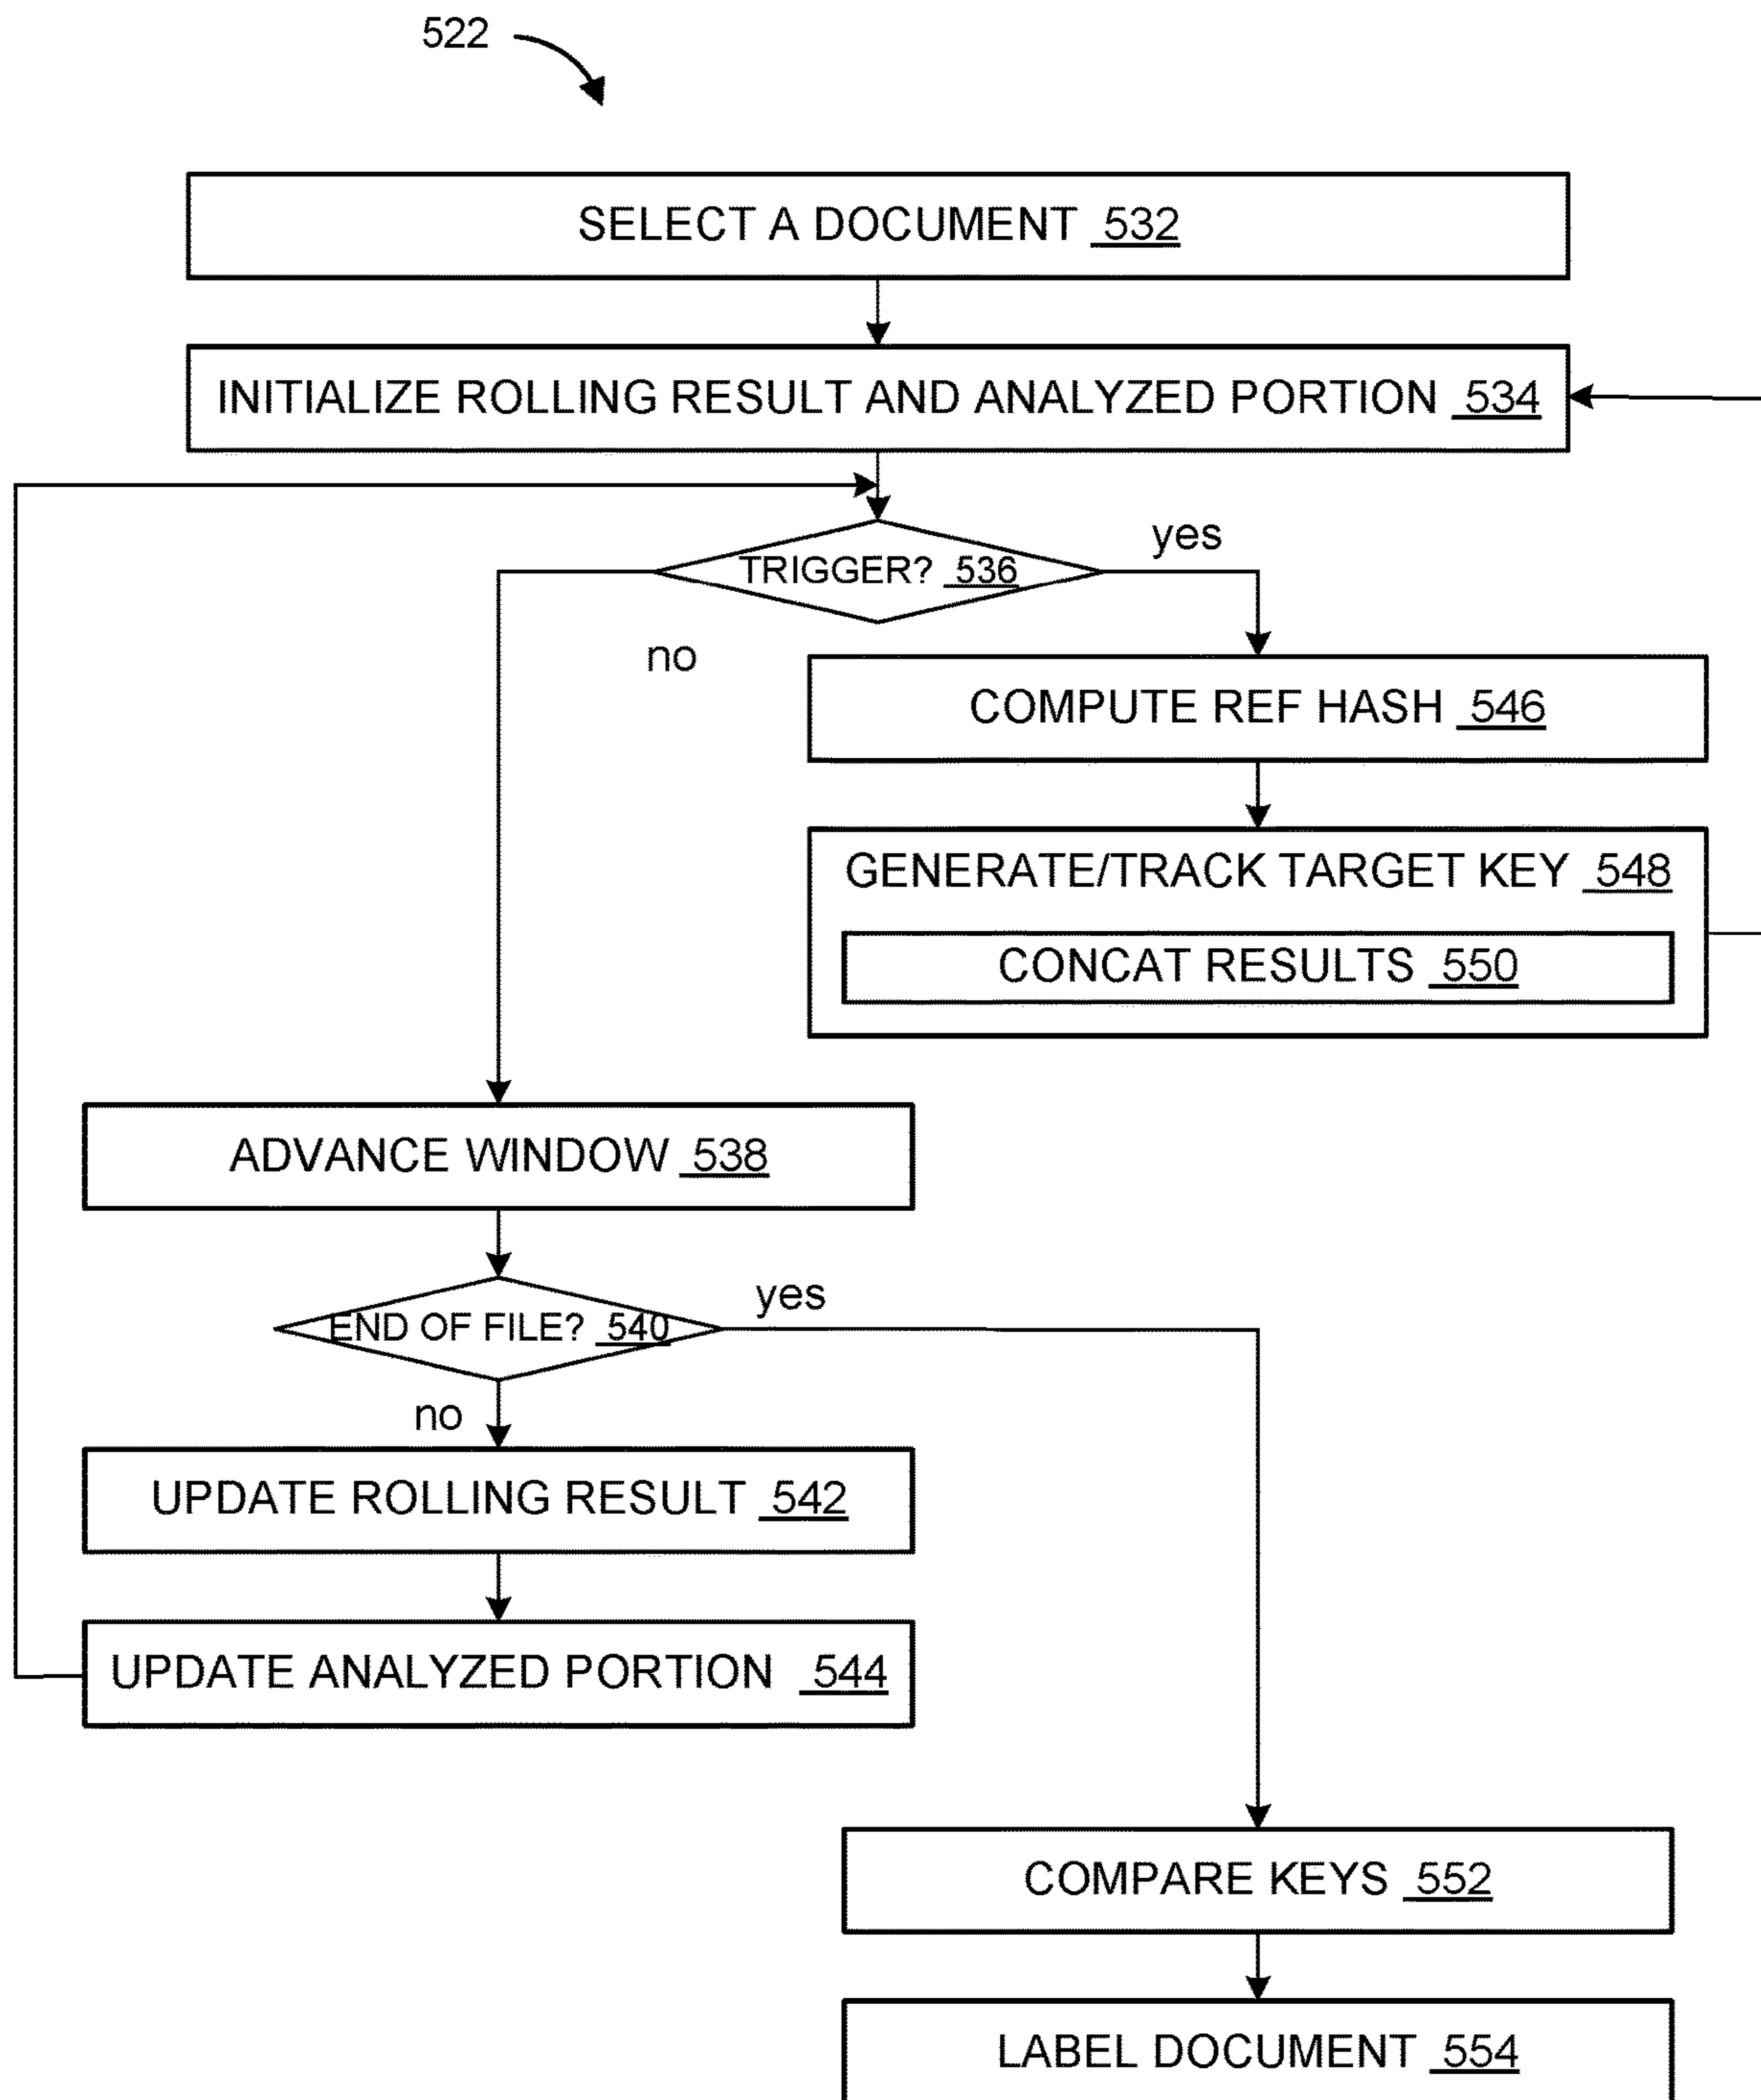 522
SELECT A DOCUMENT 532
INITIALIZE ROLLING RESULT AND ANALYZED PORTION 534
TRIGGER? 536
yes
no
COMPUTE REF HASH 546
GENERATE/TRACK TARGET KEY 548
CONCAT RESULTS 550
ADVANCE WINDOW 538
END OF FILE? 540
yes
no
UPDATE ROLLING RESULT 542
UPDATE ANALYZED PORTION 544
COMPARE KEYS 552
LABEL DOCUMENT 554